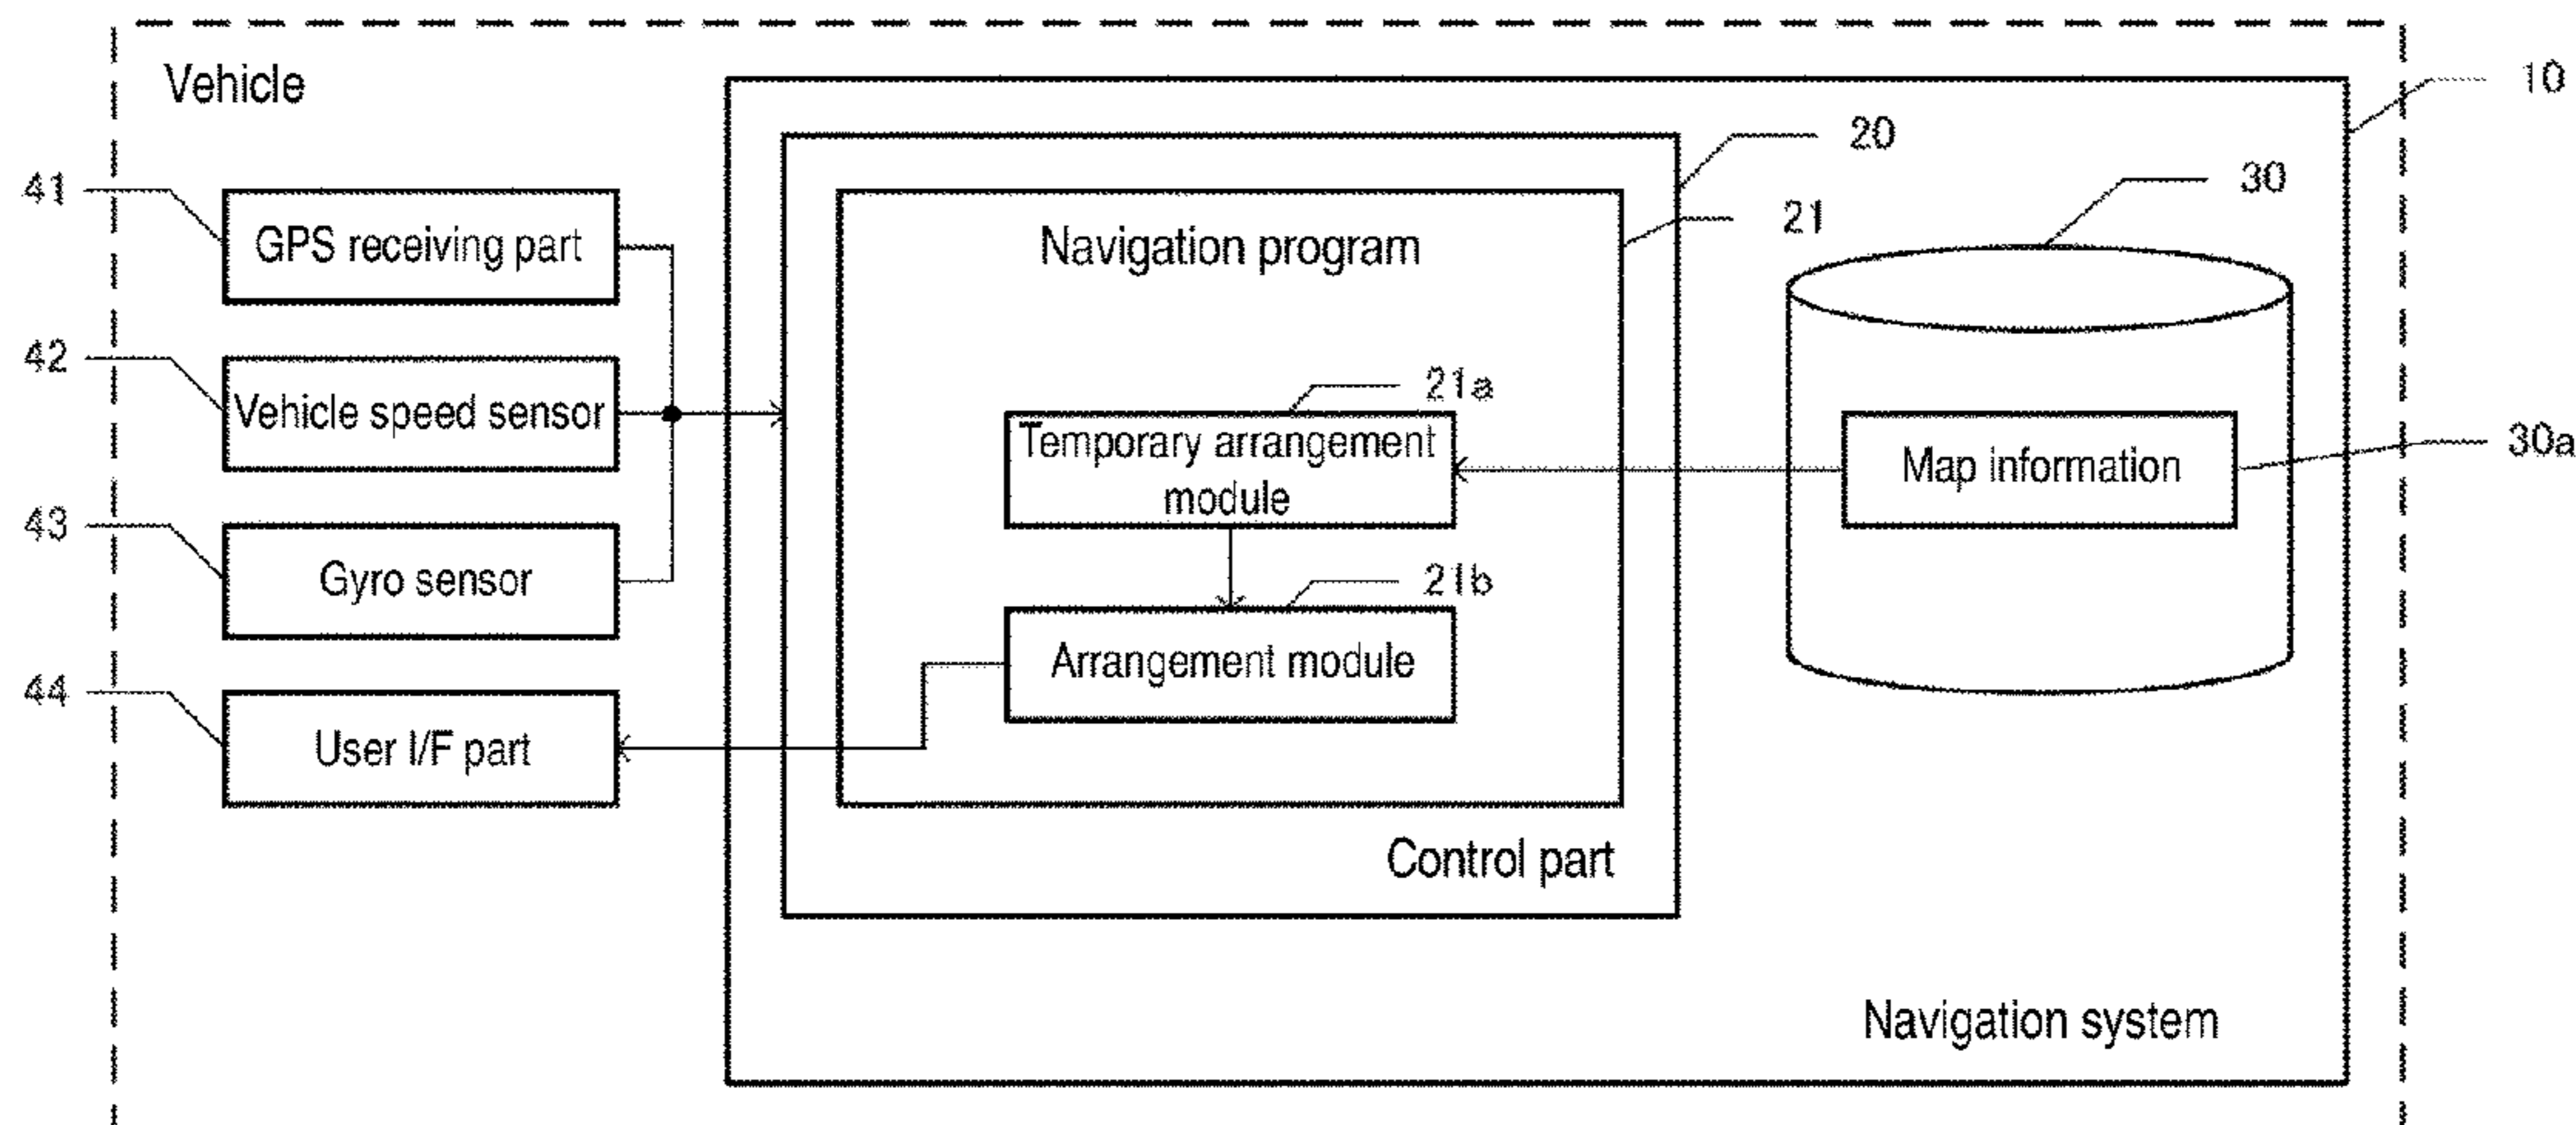 Vehicle
10
20
41
30
GPS receiving part
Navigation program
21
42
21a
Vehicle speed sensor
Temporary arrangement
module
Map information
30a
43
Gyro sensor
21b
Arrangement module
44
User I/F part
Control part
Navigation system